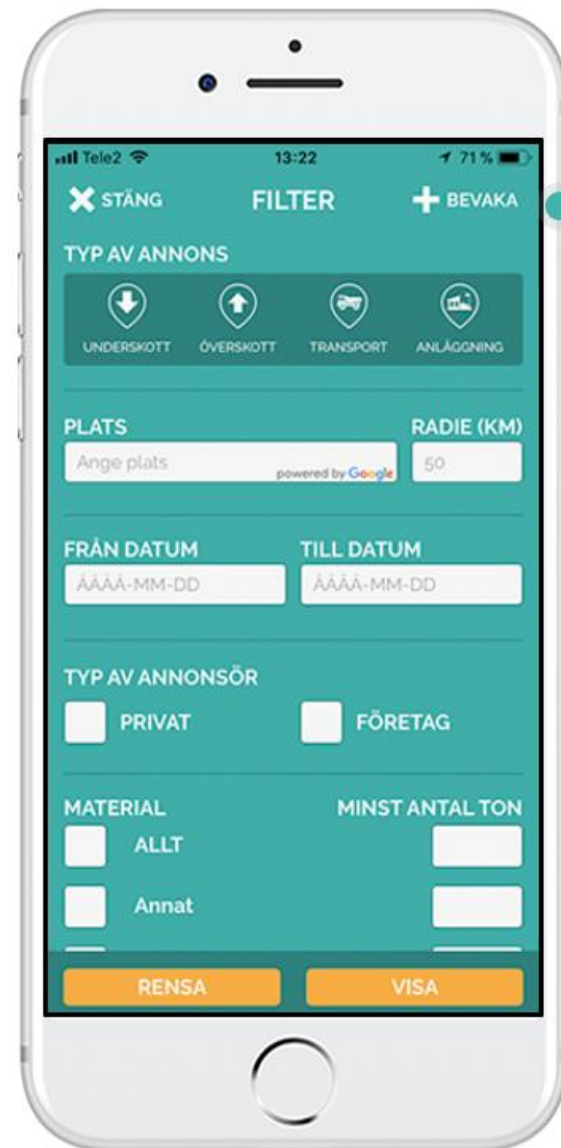 Tele2 13:22 71 %
STÄNG FILTER BEVAKA
TYP AV ANNONS
UNDERSKOTT ÖVERSKOTT TRANSPORT ANLÄGGNING
PLATS RADIE (KM)
Ange plats powered by Google 50
FRÅN DATUM TILL DATUM
ÅÅÅÅ-MM-DD ÅÅÅÅ-MM-DD
TYP AV ANNONSÖR
PRIVAT FÖRETAG
MATERIAL MINST ANTAL TON
ALLT
Annat
RENSA VISA